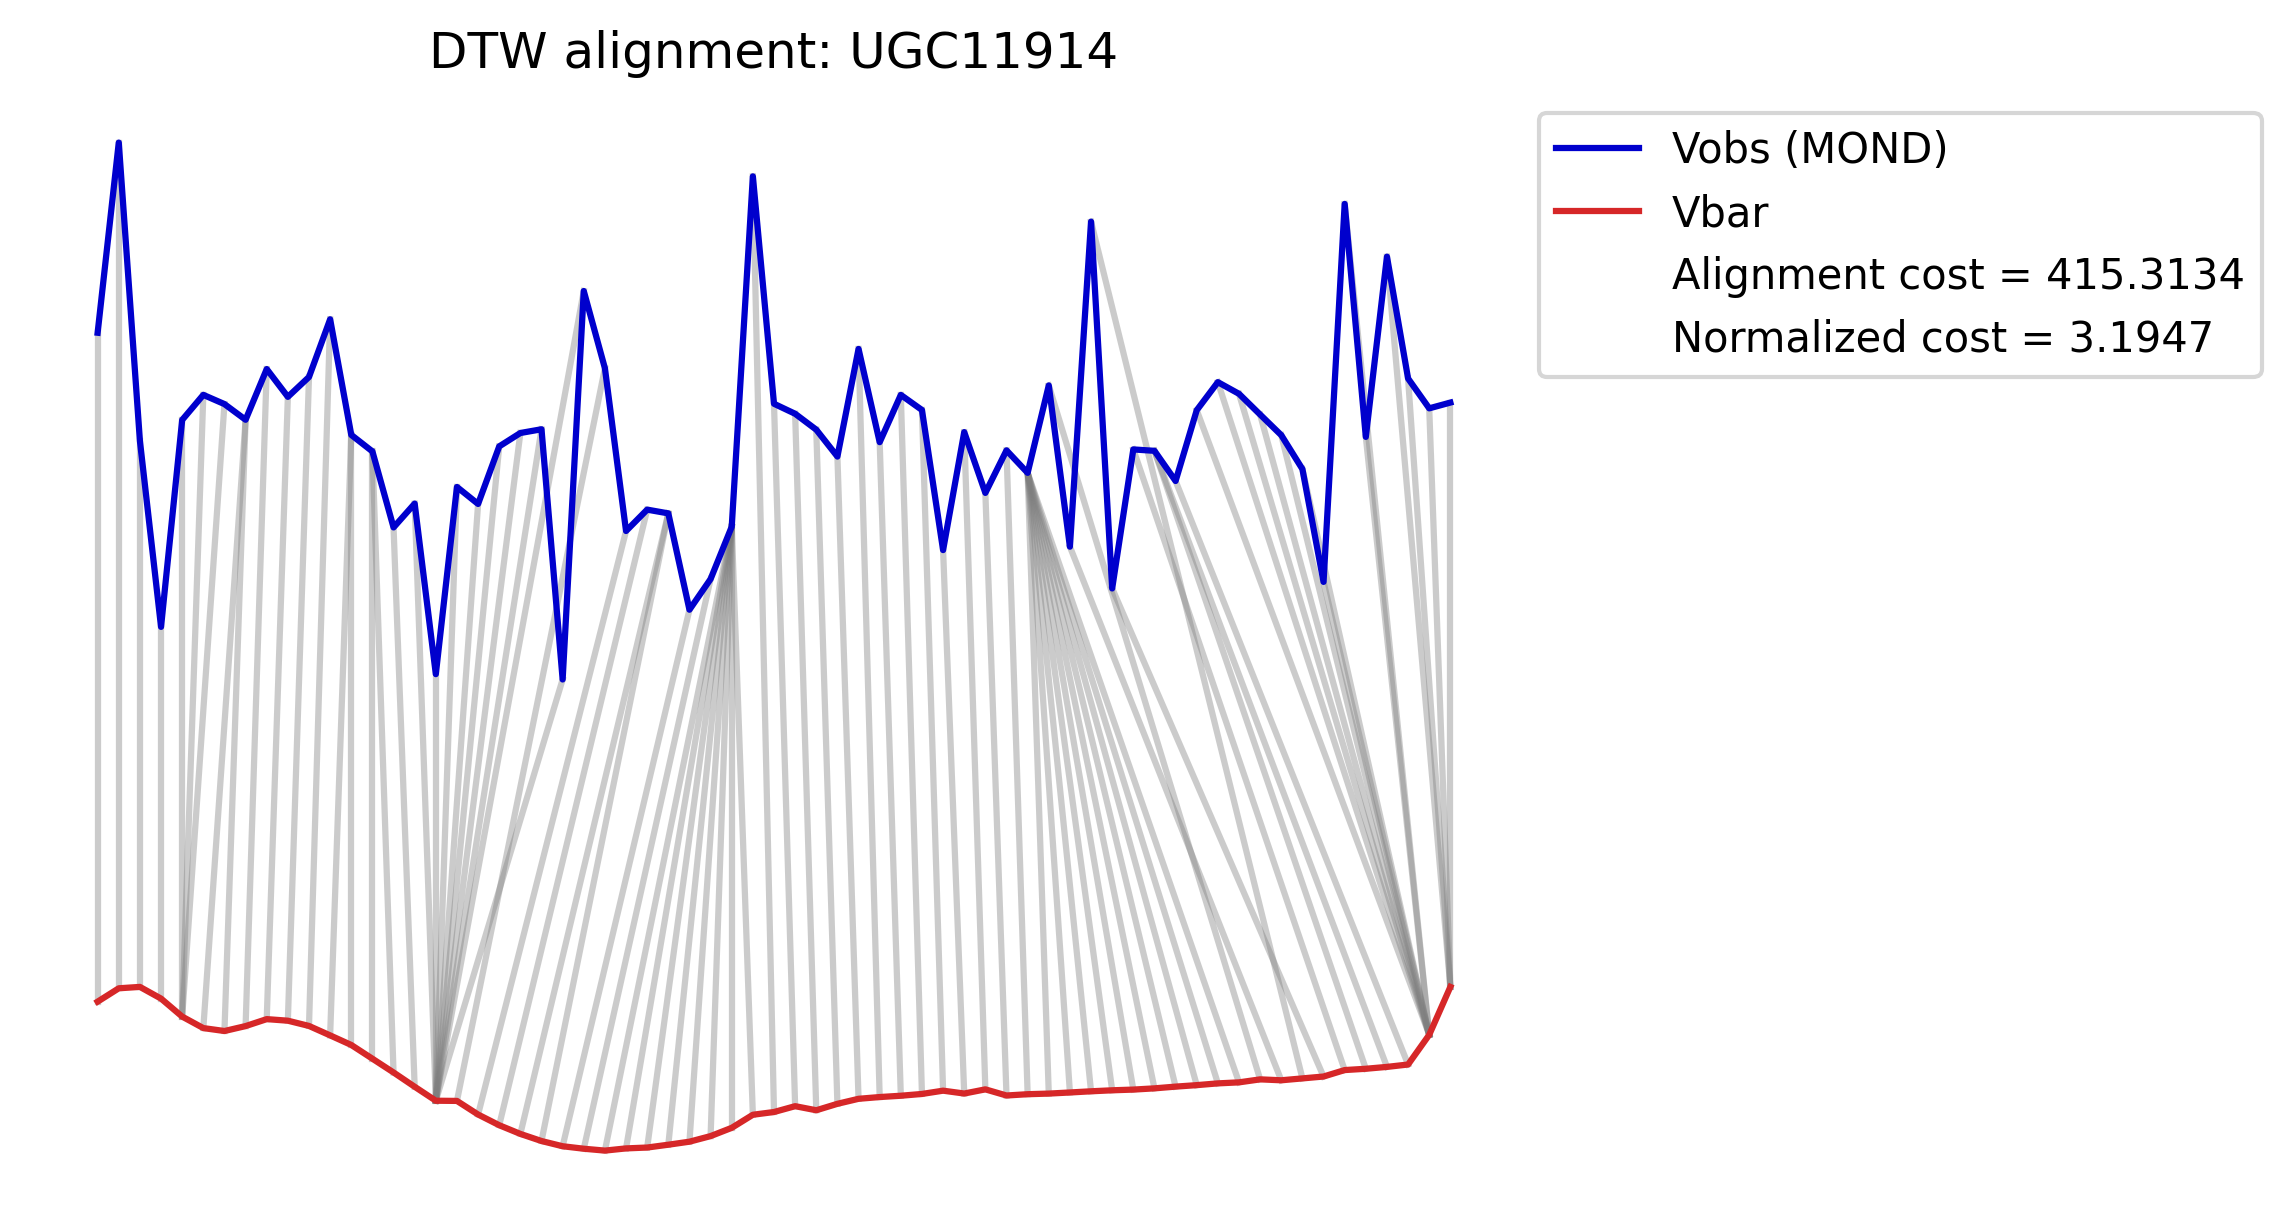 DTW alignment: UGC11914
Vobs (MOND)
Vbar
Alignment cost = 415.3134
Normalized cost = 3.1947